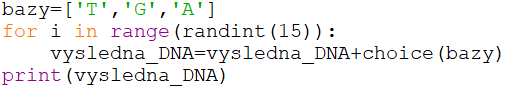 bazy=['T','G','A']
for i in range(randint(15)):
    vysledna_DNA=vysledna_DNA+choice(bazy)
print(vysledna_DNA)